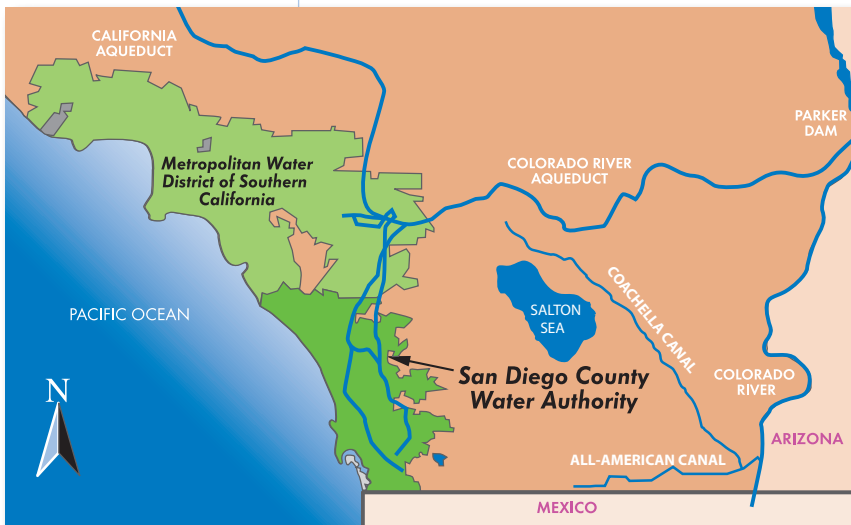 CALIFORNIA
AQUEDUCT
PARKER
DAM
Metropolitan Water
District of Southern
California
COLORADO RIVER
AQUEDUCT
COACHELLA CANAL
PACIFIC OCEAN
SALTON
SEA
San Diego County
Water Authority
COLORADO
RIVER
N
ARIZONA
ALL-AMERICAN CANAL
MEXICO